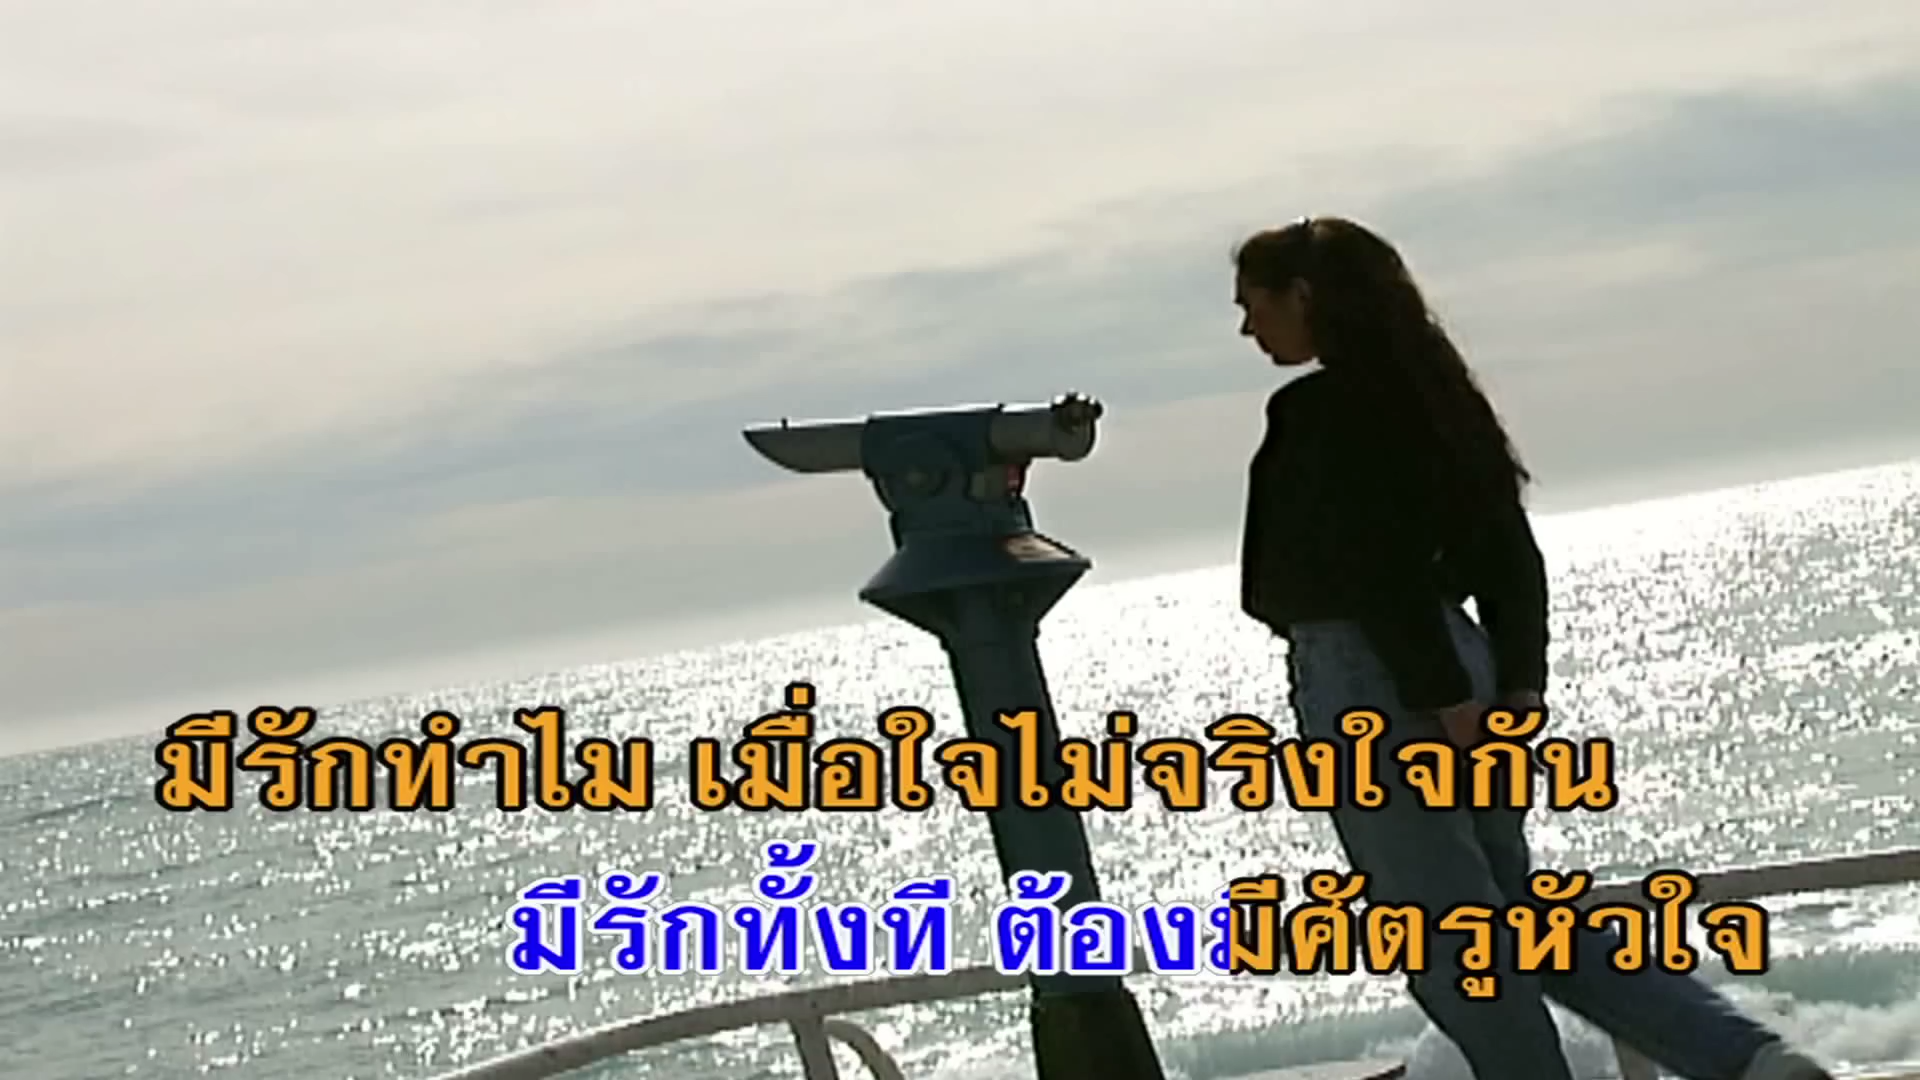 มีรักทำไม เมื่อใจไม่จริงใจกัน
มีรักทั้งที ต้องมีศัตรูหัวใจ